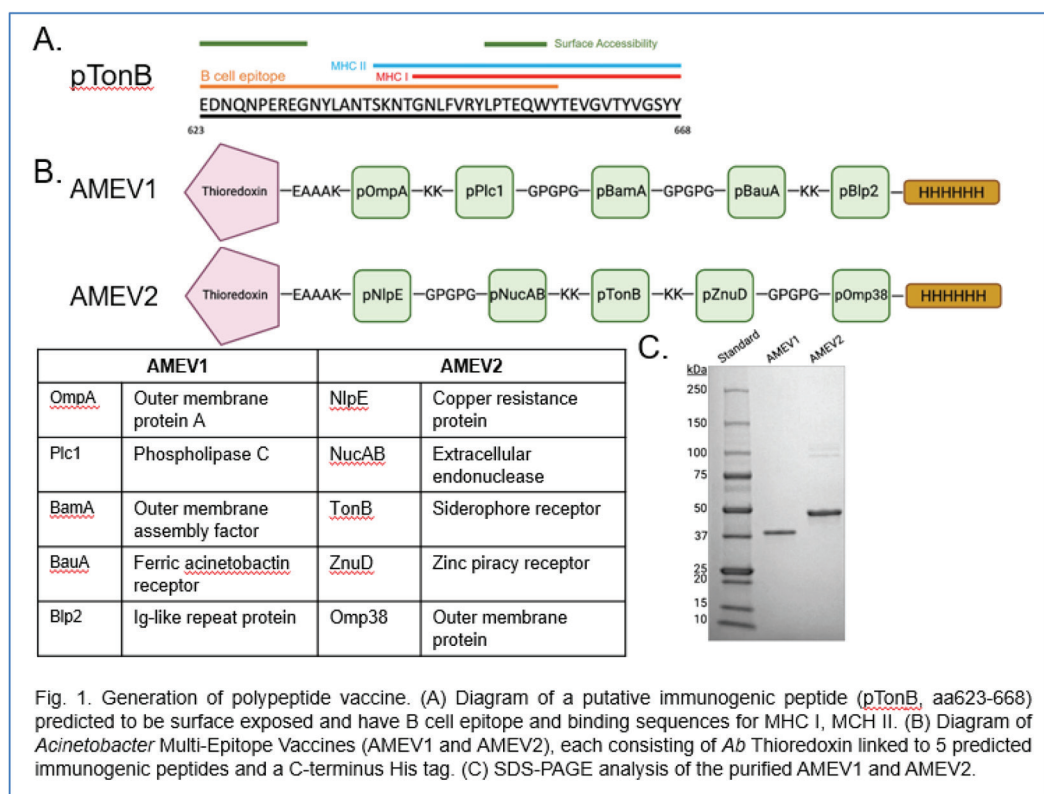 A.
pTonB
Surface Accessibility
MHC II
MHC I
B cell epitope
EDNQNPEREGNYLANTSKNTGNLFVRYLPTEQWYTEVGVTYVGSYY
623
668
B.
AMEV1
Thioredoxin
EAAAK
pOmpA
KK
pPlc1
GPGPG
pBamA
GPGPG
pBauA
KK
pBlp2
HHHHHH
AMEV2
Thioredoxin
EAAAK
pNlpE
GPGPG
pNucAB
KK
pTonB
KK
pZnuD
GPGPG
pOmp38
HHHHHH
AMEV1
AMEV2
OmpA
Outer membrane
protein A
NlpE
Copper resistance
protein
Plc1
Phospholipase C
NucAB
Extracellular
endonuclease
BamA
Outer membrane
assembly factor
TonB
Siderophore receptor
BauA
Ferric acinetobactin
receptor
ZnuD
Zinc piracy receptor
Blp2
Ig-like repeat protein
Omp38
Outer membrane
protein
C.
Standard
AMEV1
AMEV2
kDa
250
150
100
75
50
37
25
20
15
10
Fig. 1. Generation of polypeptide vaccine. (A) Diagram of a putative immunogenic peptide (pTonB, aa623-668)
predicted to be surface exposed and have B cell epitope and binding sequences for MHC I, MCH II. (B) Diagram of
Acinetobacter Multi-Epitope Vaccines (AMEV1 and AMEV2), each consisting of Ab Thioredoxin linked to 5 predicted
immunogenic peptides and a C-terminus His tag. (C) SDS-PAGE analysis of the purified AMEV1 and AMEV2.